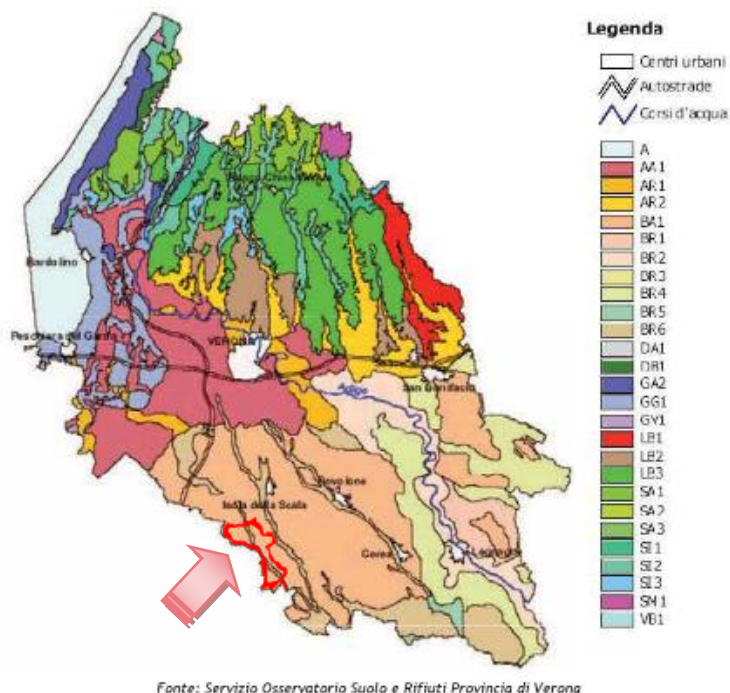 Legenda
Centri urbani
Autostrade
Corsi d'acqua
A
AA1
AR1
AR2
BA1
BR1
BR2
BR3
BR4
BR5
BR6
DA1
DB1
GA2
GG1
GV1
LB1
LB2
LB3
SA1
SA2
SA3
SI1
SI2
SI3
SM1
VB1
Bardolino
Peschiera del Garda
VERONA
San Bonifacio
Adige
Isola della Scala
Cerea
Legnago
Fonte: Servizio Osservatorio Suolo e Rifiuti Provincia di Verona